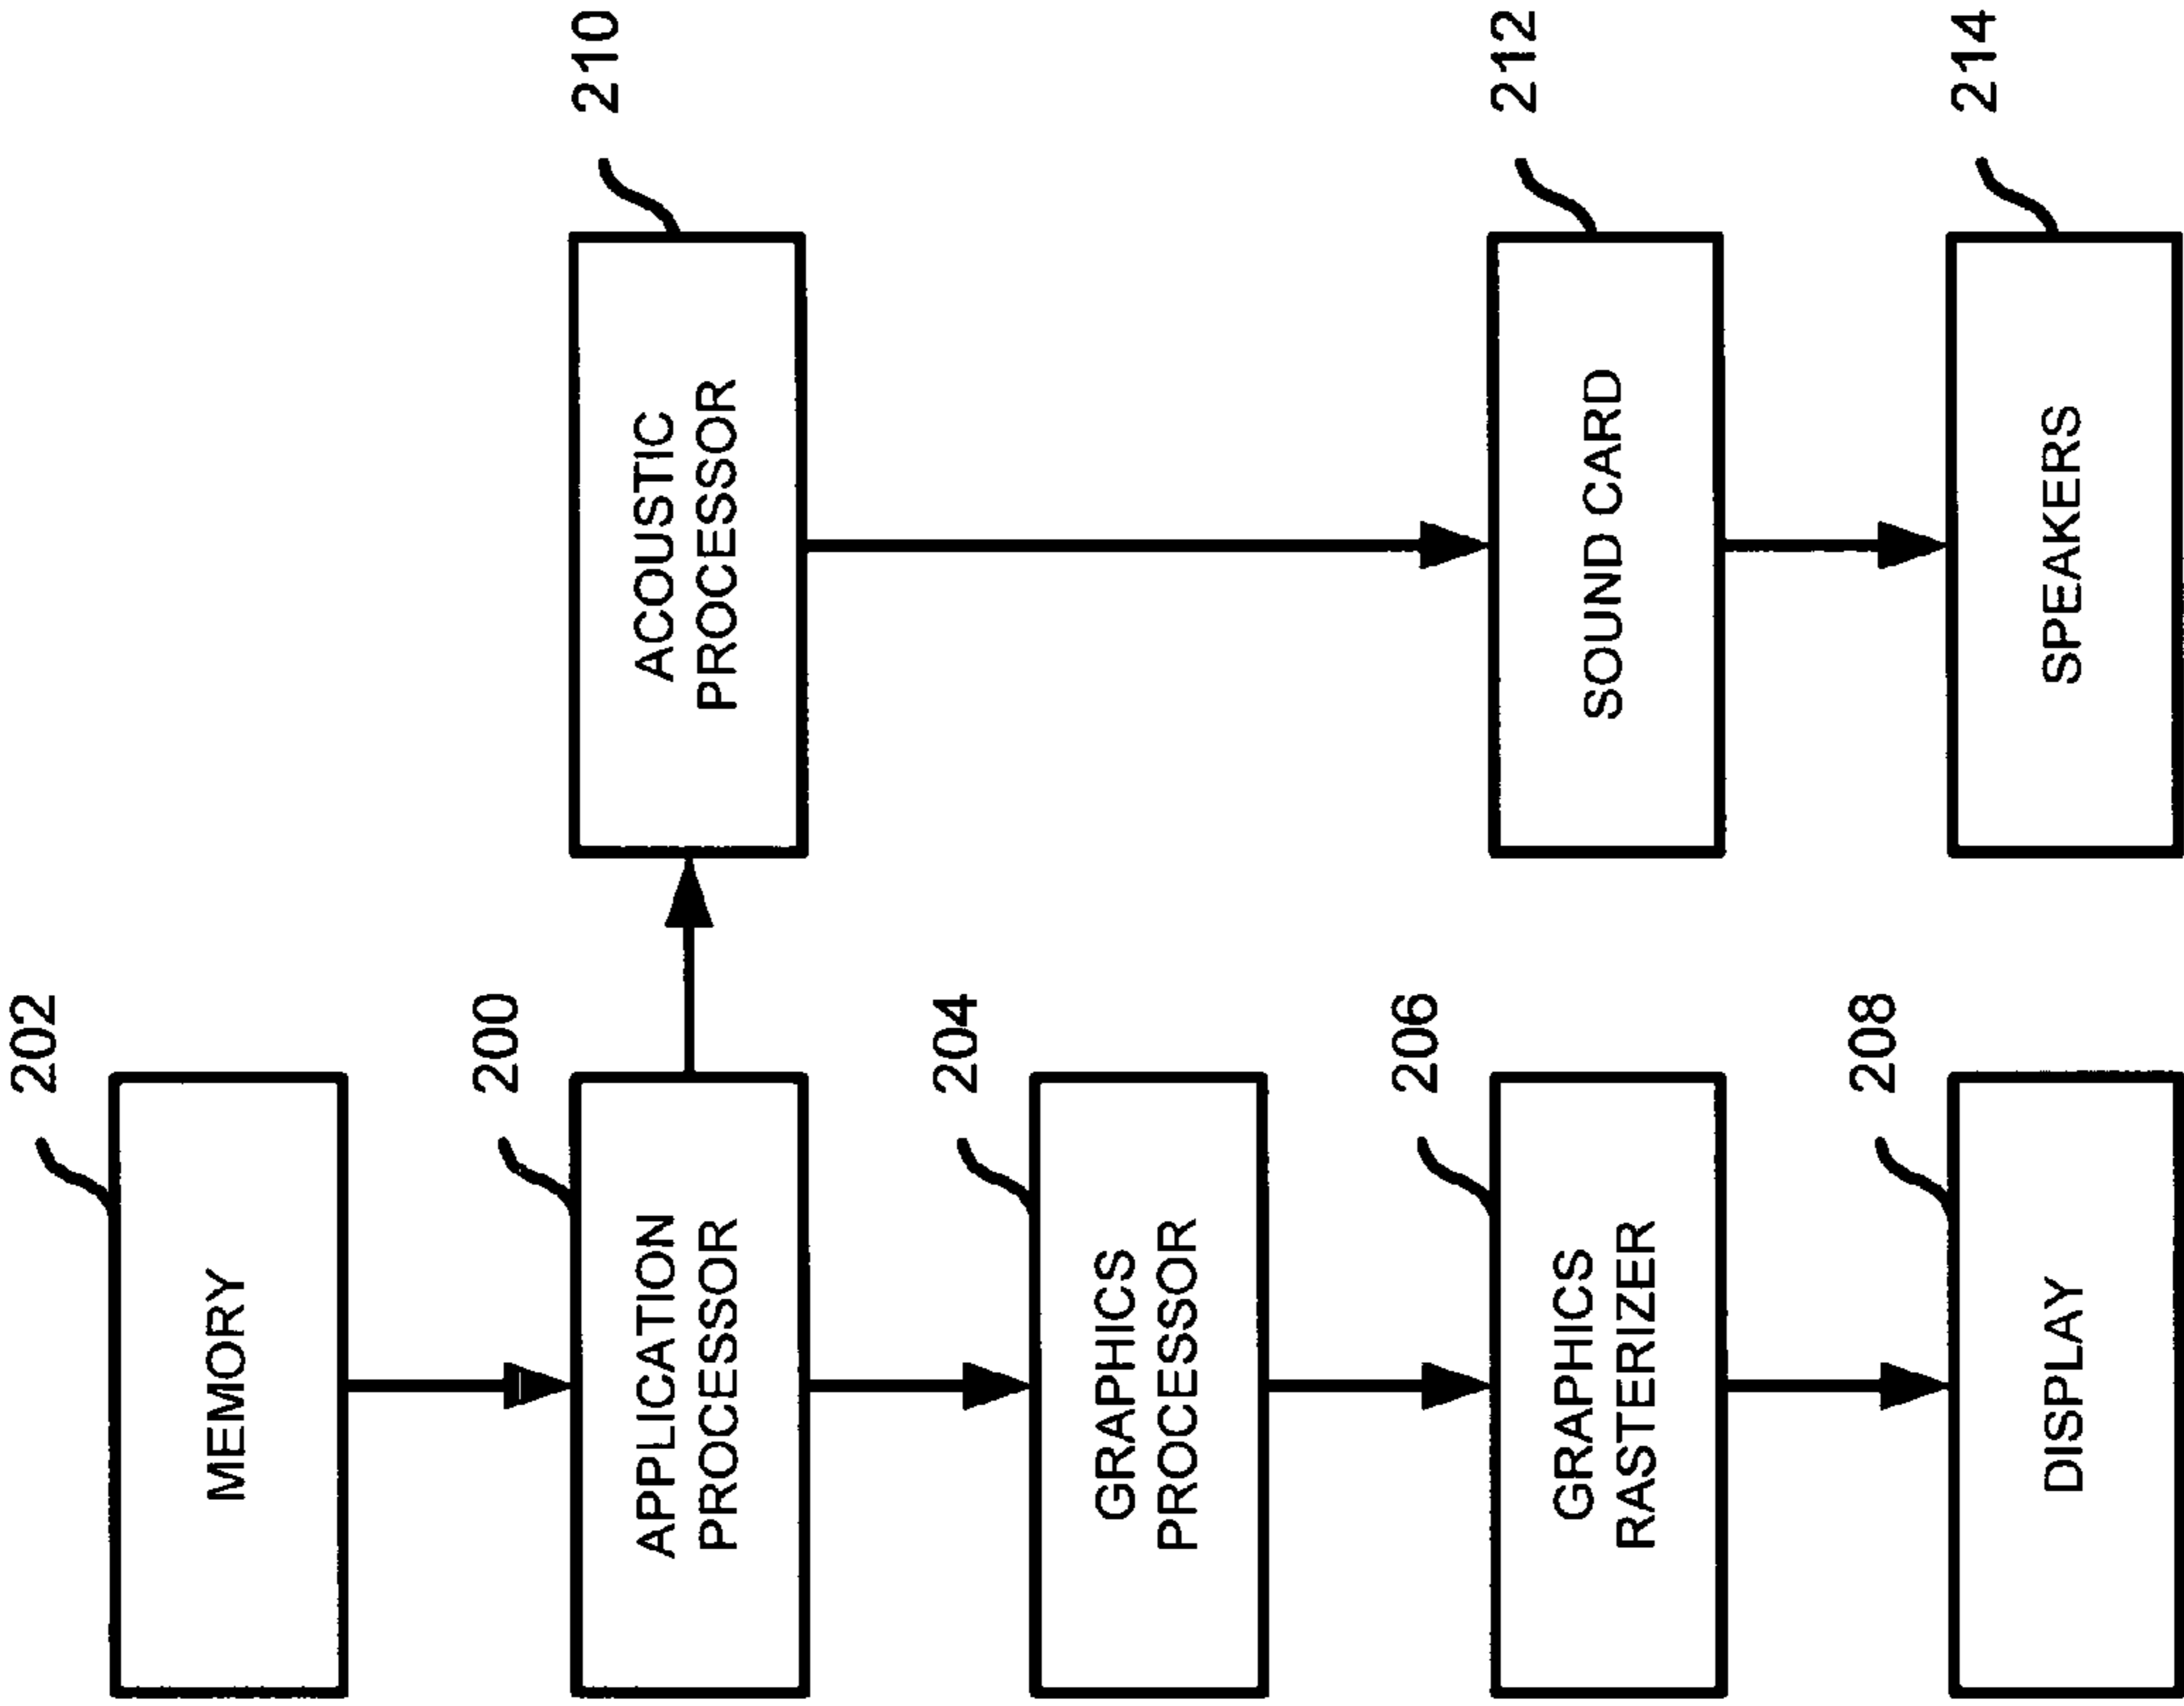 202
MEMORY
200
APPLICATION
PROCESSOR
210
ACOUSTIC
PROCESSOR
204
GRAPHICS
PROCESSOR
206
GRAPHICS
RASTERIZER
212
SOUND CARD
208
DISPLAY
214
SPEAKERS